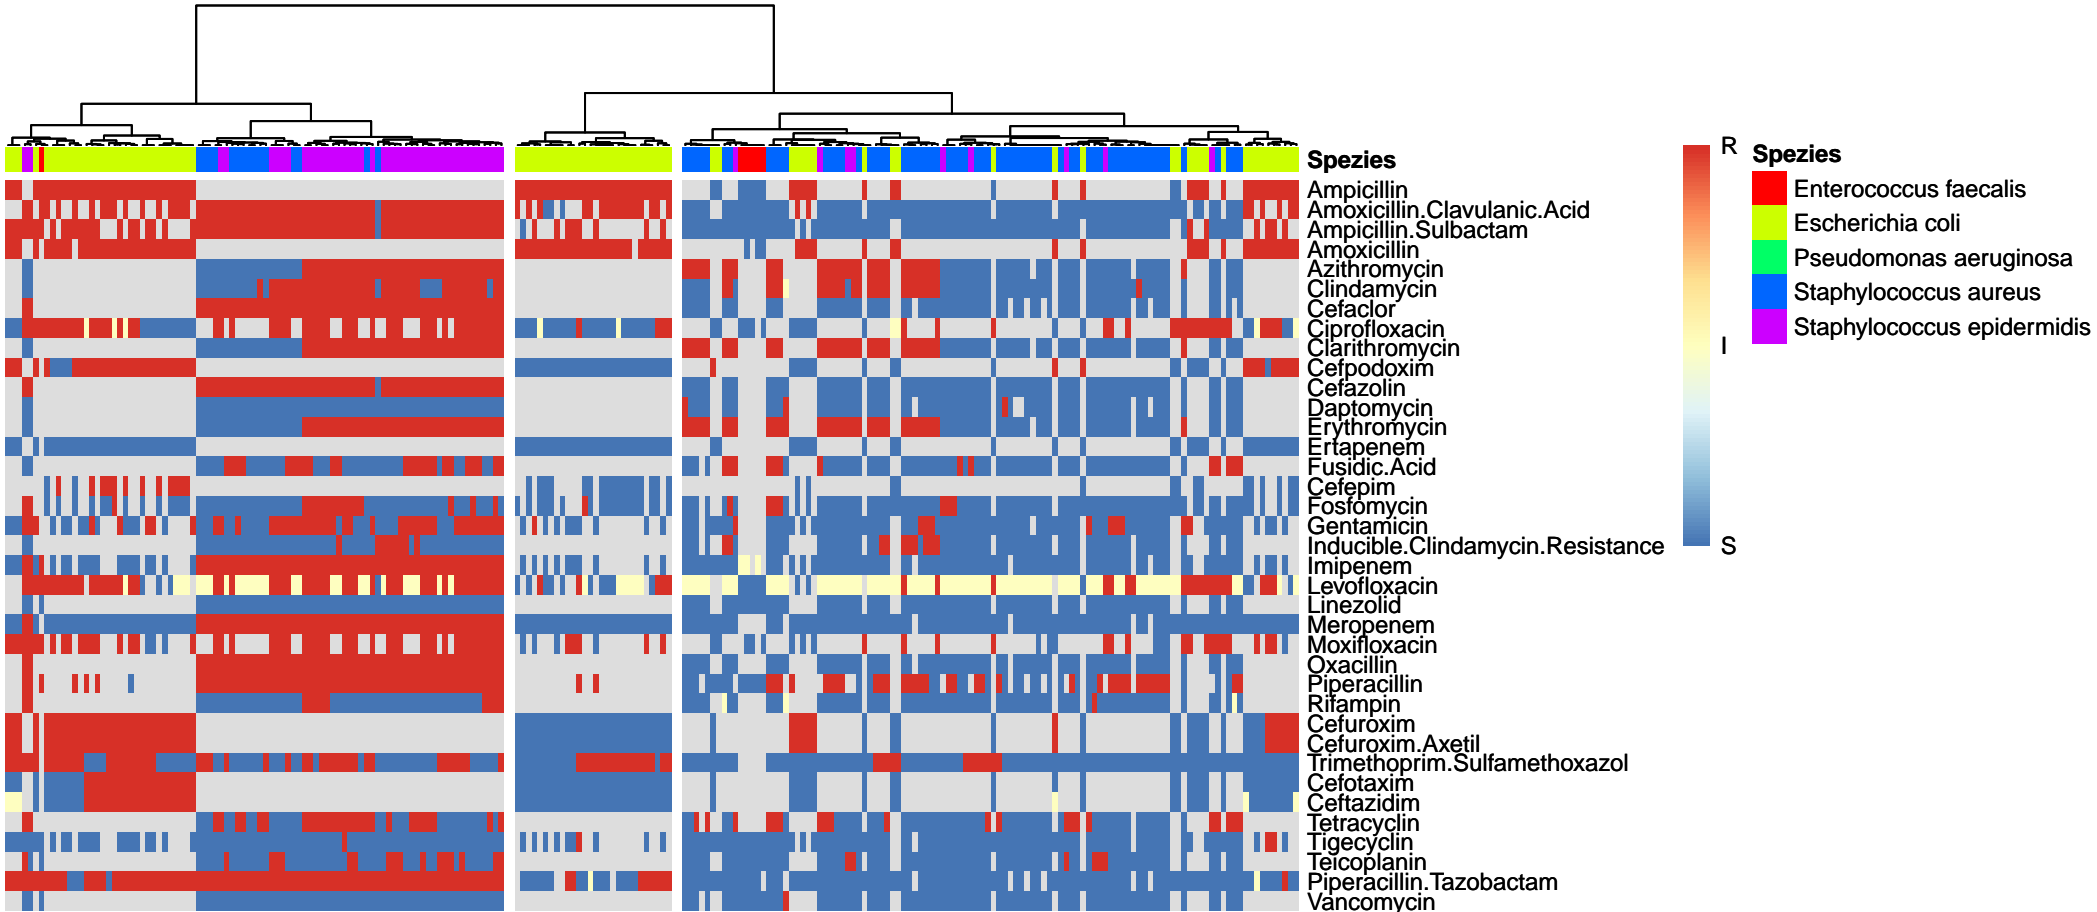 Spezies
Ampicillin
Amoxicillin.Clavulanic.Acid
Ampicillin.Sulbactam
Amoxicillin
Azithromycin
Clindamycin
Cefaclor
Ciprofloxacin
Clarithromycin
Cefpodoxim
Cefazolin
Daptomycin
Erythromycin
Ertapenem
Fusidic.Acid
Cefepim
Fosfomycin
Gentamicin
Inducible.Clindamycin.Resistance
Imipenem
Levofloxacin
Linezolid
Meropenem
Moxifloxacin
Oxacillin
Piperacillin
Rifampin
Cefuroxim
Cefuroxim.Axetil
Trimethoprim.Sulfamethoxazol
Cefotaxim
Ceftazidim
Tetracyclin
Tigecyclin
Teicoplanin
Piperacillin.Tazobactam
Vancomycin
R
I
S
Spezies
Enterococcus faecalis
Escherichia coli
Pseudomonas aeruginosa
Staphylococcus aureus
Staphylococcus epidermidis